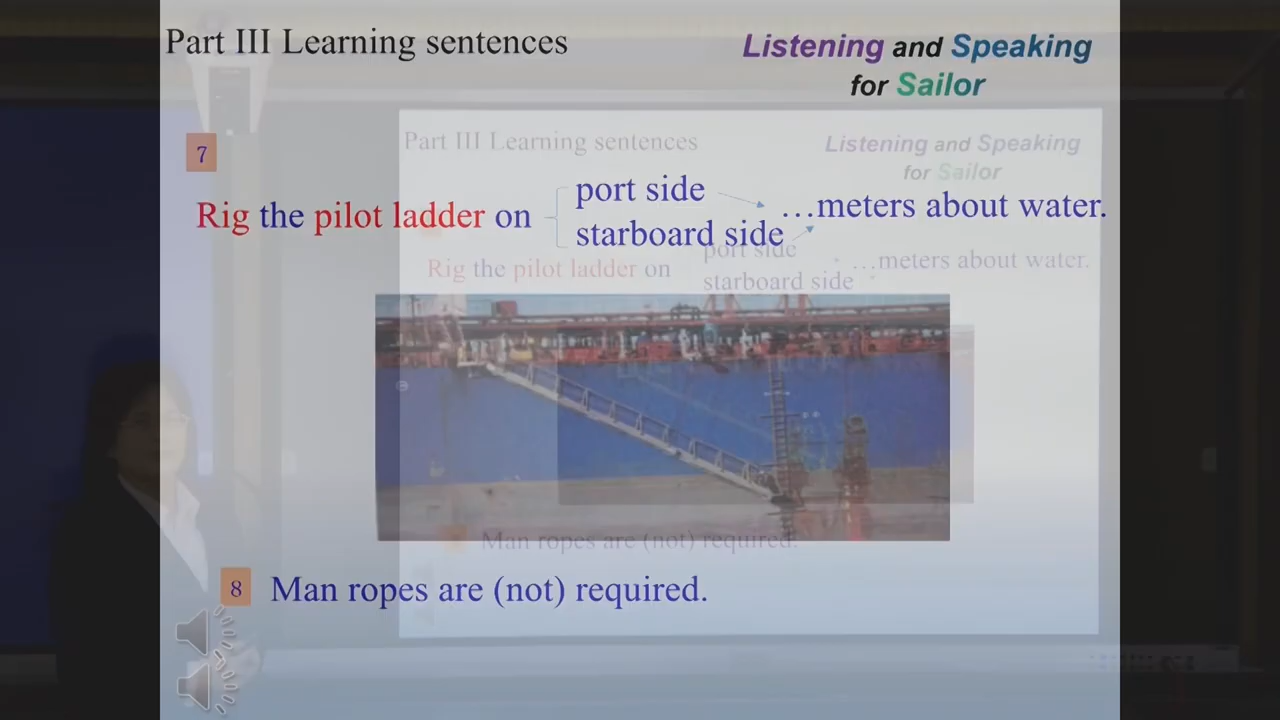 Part III Learning sentences
Listening and Speaking
for Sailor
7
Rig the pilot ladder on
port side
starboard side
…meters about water.
8
Man ropes are (not) required.
Part III Learning sentences
Listening and Speaking
for Sailor
Rig the pilot ladder on
port side
starboard side
…meters about water.
Man ropes are (not) required.